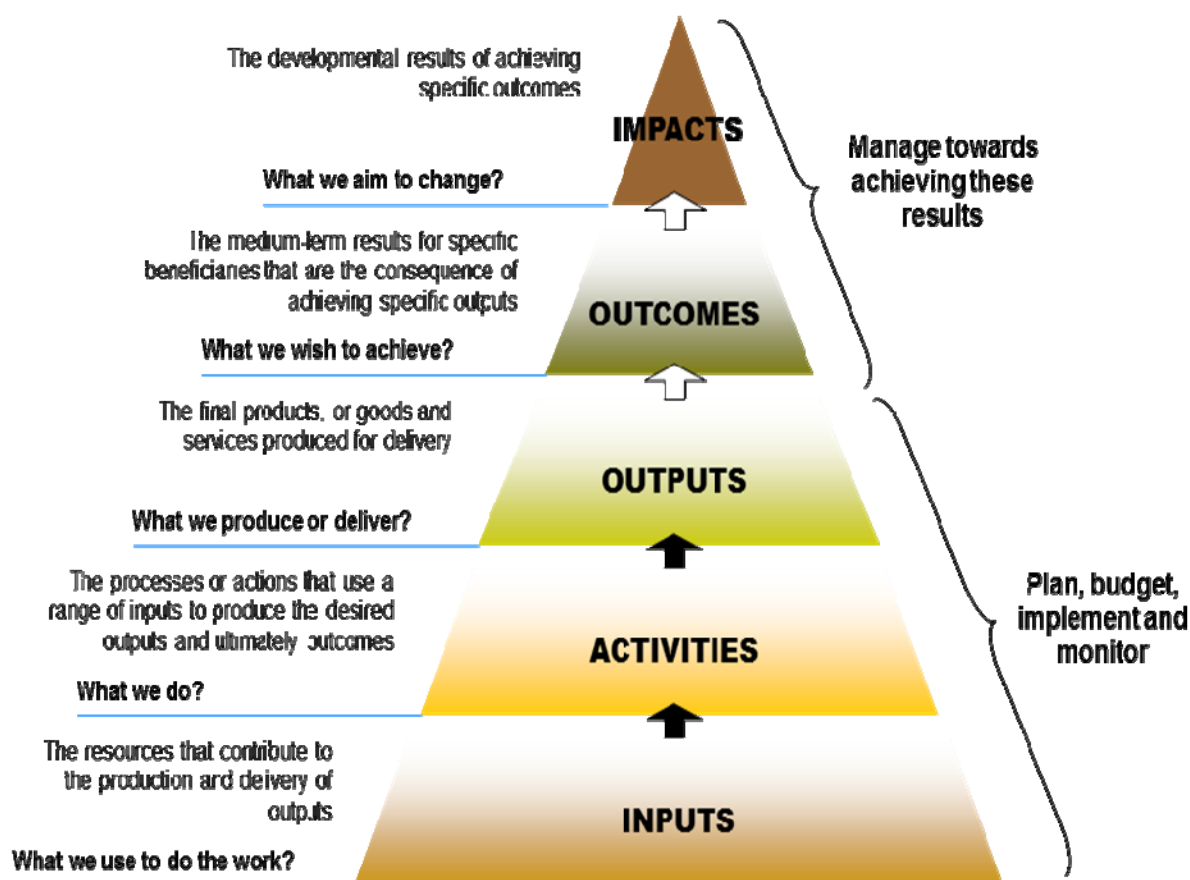 The developmental results of achieving
specific outcomes
IMPACTS
What we aim to change?
Manage towards
achieving these
results
The medium-term results for specific
beneficiaries that are the consequence of
achieving specific outputs
OUTCOMES
What we wish to achieve?
The final products, or goods and
services produced for delivery
OUTPUTS
What we produce or deliver?
The processes or actions that use a
range of inputs to produce the desired
outputs and ultimately outcomes
ACTIVITIES
What we do?
Plan, budget,
implement and
monitor
The resources that contribute to
the production and delivery of
outputs
INPUTS
What we use to do the work?